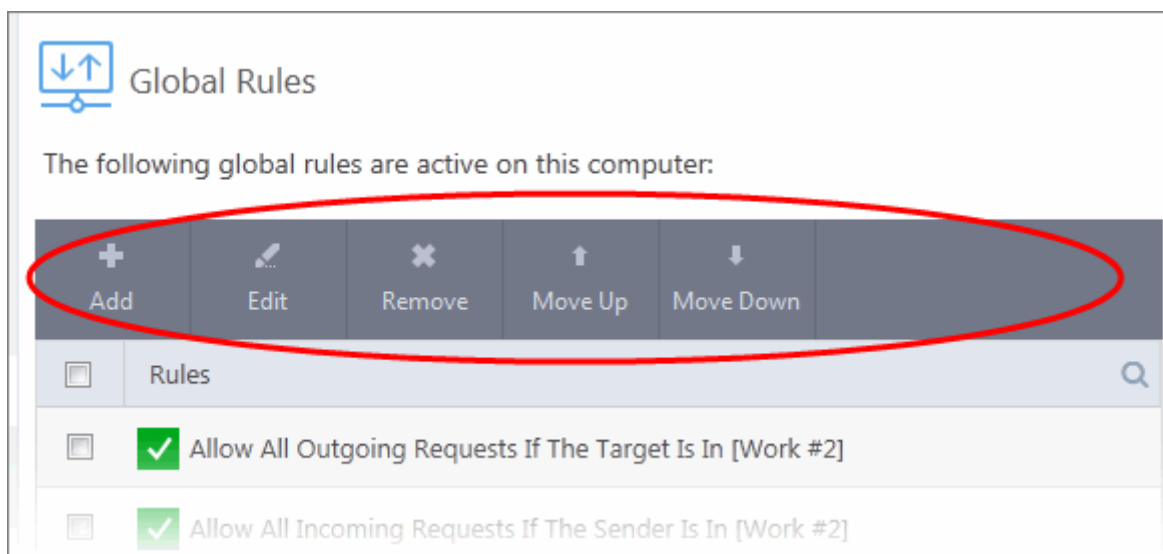 Global Rules
The following global rules are active on this computer:
Add Edit Remove Move Up Move Down
Rules
Allow All Outgoing Requests If The Target Is In [Work #2]
Allow All Incoming Requests If The Sender Is In [Work #2]